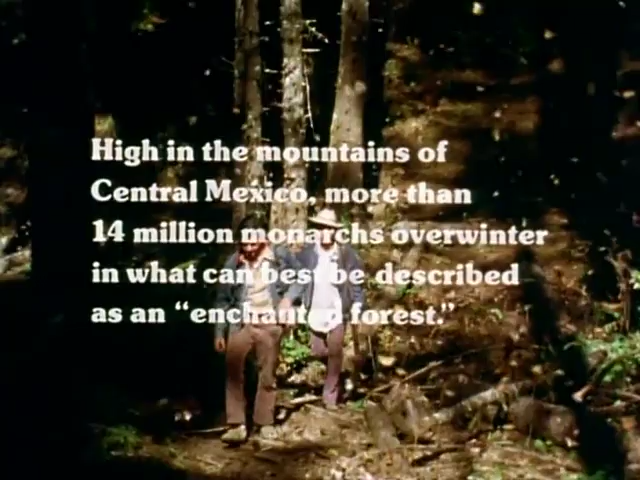 High in the mountains of
Central Mexico, more than
14 million monarchs overwinter
in what can best be described
as an “enchanted forest.”